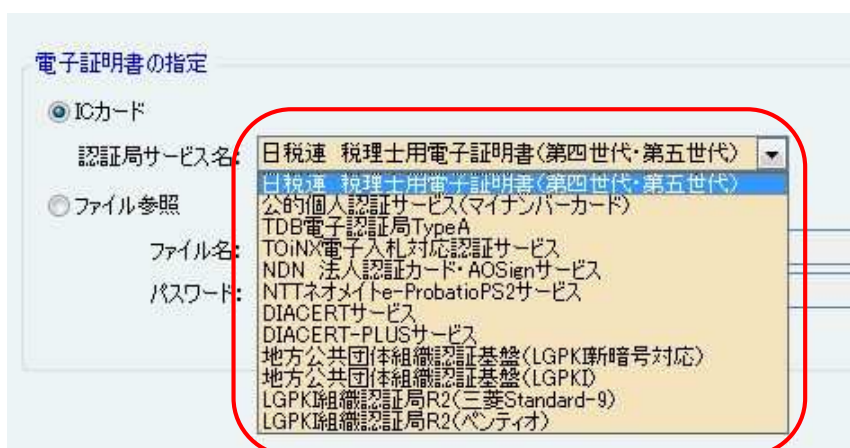 電子証明書の指定
ICカード
認証局サービス名: 日税連 税理士用電子証明書(第四世代・第五世代)
日税連 税理士用電子証明書(第四世代・第五世代)
ファイル参照
公的個人認証サービス(マイナンバーカード)
TDB電子認証局TypeA
ファイル名:
TOiNX電子入札対応認証サービス
NDN 法人認証カード・AOSignサービス
パスワード:
NTTネオメイトe-ProbatioPS2サービス
DIACERTサービス
DIACERT-PLUSサービス
地方公共団体組織認証基盤(LGPKI新暗号対応)
地方公共団体組織認証基盤(LGPKI)
LGPKI組織認証局R2(三菱Standard-9)
LGPKI組織認証局R2(ペンティオ)